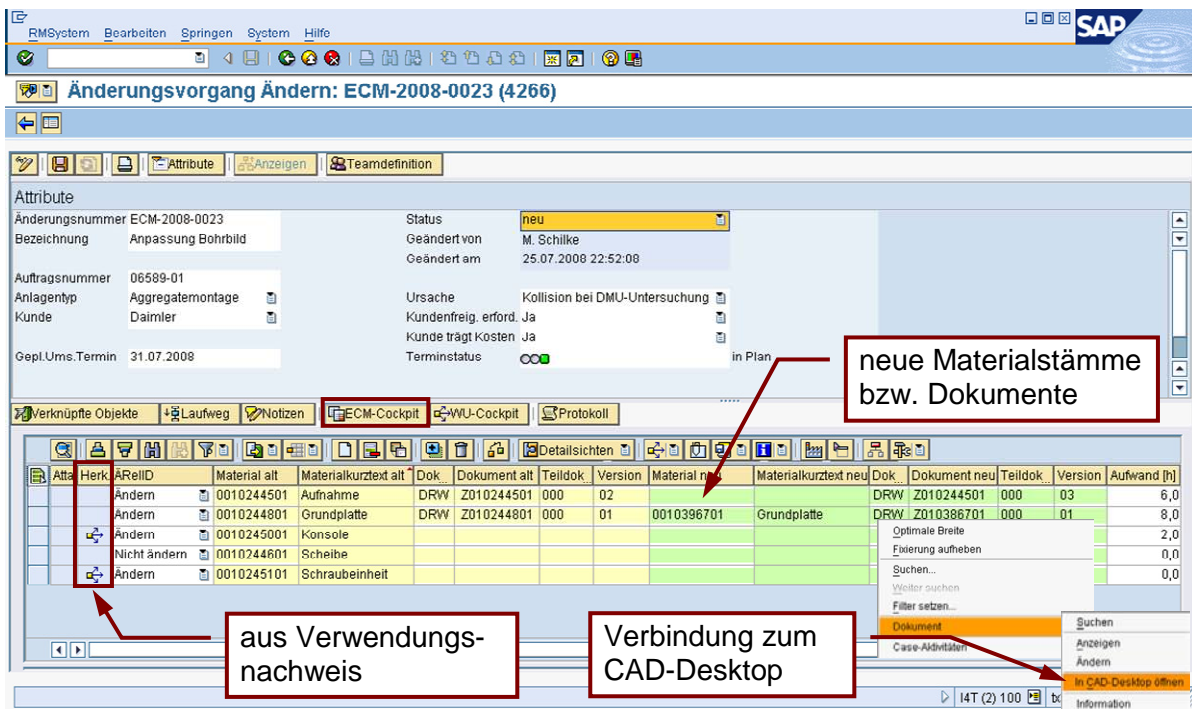 RMSystem Bearbeiten Springen System Hilfe
SAP
Änderungsvorgang Ändern: ECM-2008-0023 (4266)
Attribute Anzeigen Teamdefinition
Attribute
Änderungsnummer ECM-2008-0023 Status neu
Bezeichnung Anpassung Bohrbild Geändert von M. Schilke
Geändert am 25.07.2008 22:52:08
Auftragsnummer 06589-01
Anlagentyp Aggregatemontage Ursache Kollision bei DMU-Untersuchung
Kunde Daimler Kundenfreig. erford. Ja
Kunde trägt Kosten Ja
Gepl.Ums.Termin 31.07.2008 Terminstatus in Plan
neue Materialstämme
bzw. Dokumente
Verknüpfte Objekte Laufweg Notizen ECM-Cockpit WU-Cockpit Protokoll
Detailsichten
Atta Herk. ÄRelID Material alt Materialkurztext alt Dok... Dokument alt Teildok... Version Material neu Materialkurztext neu Dok... Dokument neu Teildok... Version Aufwand [h]
Ändern 0010244501 Aufnahme DRW Z010244501 000 02 DRW Z010244501 000 03 6,0
Ändern 0010244801 Grundplatte DRW Z010244801 000 01 0010396701 Grundplatte DRW Z010386701 000 01 8,0
Ändern 0010245001 Konsole 2,0
Nicht ändern 0010244601 Scheibe 0,0
Ändern 0010245101 Schraubeinheit 0,0
Optimale Breite
Fixierung aufheben
Suchen...
Weiter suchen
Filter setzen...
Dokument
Case-Aktivitäten
Suchen
Anzeigen
Ändern
In CAD-Desktop öffnen
Information
aus Verwendungs-
nachweis
Verbindung zum
CAD-Desktop
I4T (2) 100